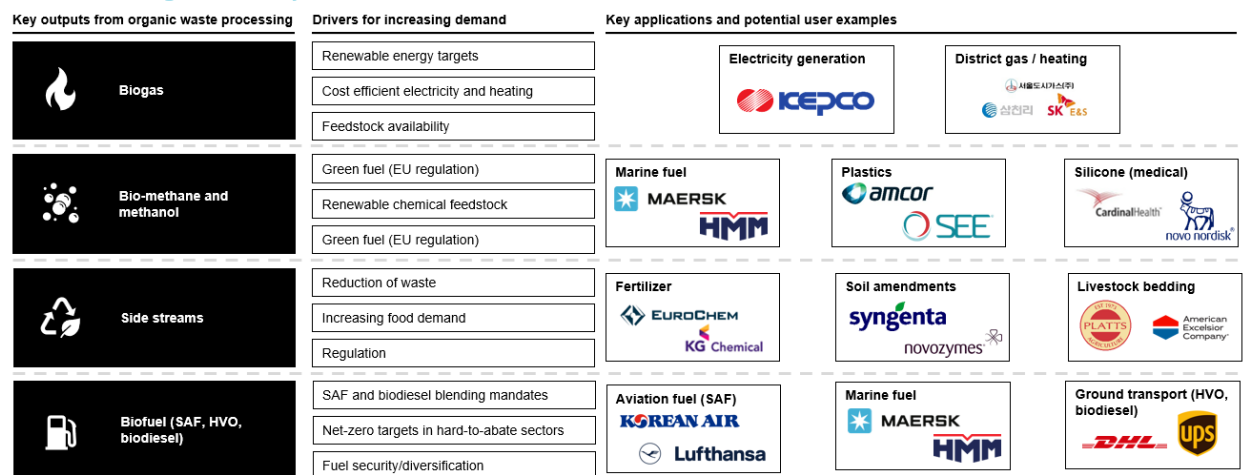 Key outputs from organic waste processing
Drivers for increasing demand
Key applications and potential user examples
Biogas
Renewable energy targets
Cost efficient electricity and heating
Feedstock availability
Electricity generation
KEPCO
District gas / heating
서울도시가스(주)
삼천리
SK E&S
Bio-methane and
methanol
Green fuel (EU regulation)
Renewable chemical feedstock
Green fuel (EU regulation)
Marine fuel
MAERSK
HMM
Plastics
amcor
SEE
Silicone (medical)
CardinalHealth
novo nordisk®
Side streams
Reduction of waste
Increasing food demand
Regulation
Fertilizer
EUROCHEM
KG Chemical
Soil amendments
syngenta
novozymes
Livestock bedding
EST 1973
PLATTS
AGRICULTURE
American
Excelsior
Company
Biofuel (SAF, HVO,
biodiesel)
SAF and biodiesel blending mandates
Net-zero targets in hard-to-abate sectors
Fuel security/diversification
Aviation fuel (SAF)
KOREAN AIR
Lufthansa
Marine fuel
MAERSK
HMM
Ground transport (HVO,
biodiesel)
DHL
ups